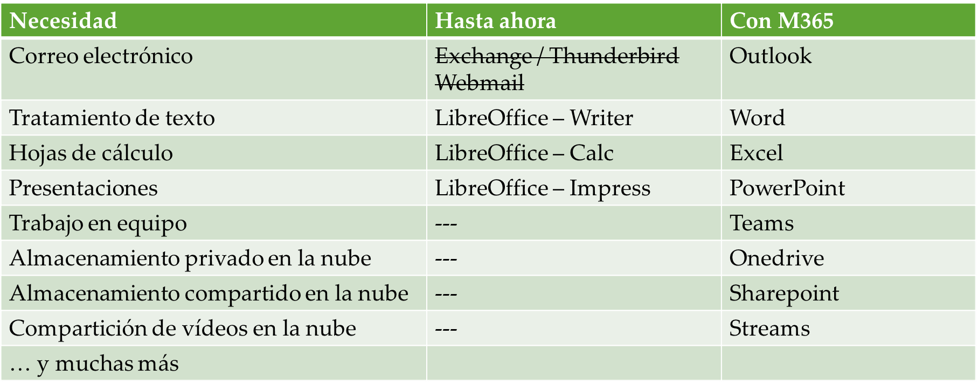 Necesidad Hasta ahora Con M365
Correo electrónico Exchange / Thunderbird Outlook
Webmail
Tratamiento de texto LibreOffice – Writer Word
Hojas de cálculo LibreOffice – Calc Excel
Presentaciones LibreOffice – Impress PowerPoint
Trabajo en equipo --- Teams
Almacenamiento privado en la nube --- Onedrive
Almacenamiento compartido en la nube --- Sharepoint
Compartición de vídeos en la nube --- Streams
… y muchas más